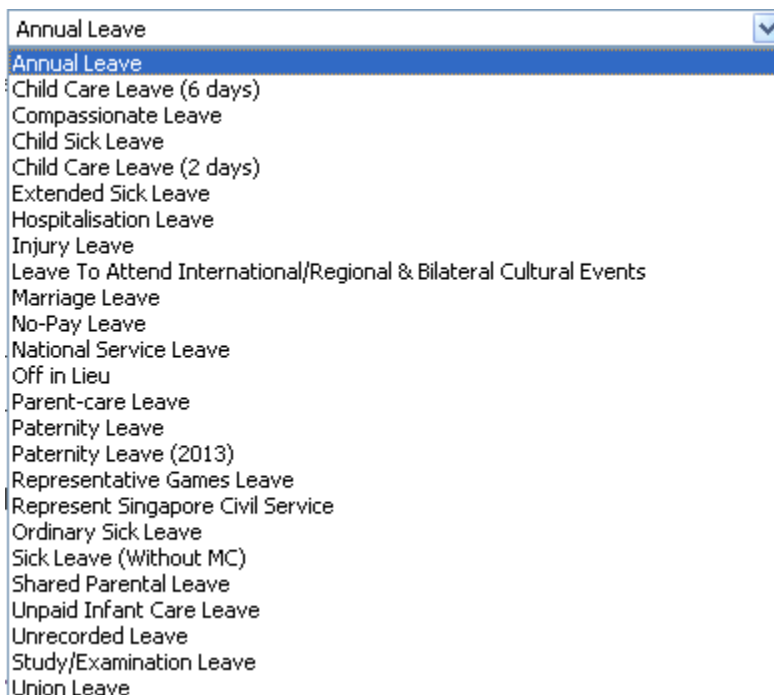 Annual Leave
Annual Leave
Child Care Leave (6 days)
Compassionate Leave
Child Sick Leave
Child Care Leave (2 days)
Extended Sick Leave
Hospitalisation Leave
Injury Leave
Leave To Attend International/Regional & Bilateral Cultural Events
Marriage Leave
No-Pay Leave
National Service Leave
Off in Lieu
Parent-care Leave
Paternity Leave
Paternity Leave (2013)
Representative Games Leave
Represent Singapore Civil Service
Ordinary Sick Leave
Sick Leave (Without MC)
Shared Parental Leave
Unpaid Infant Care Leave
Unrecorded Leave
Study/Examination Leave
Union Leave